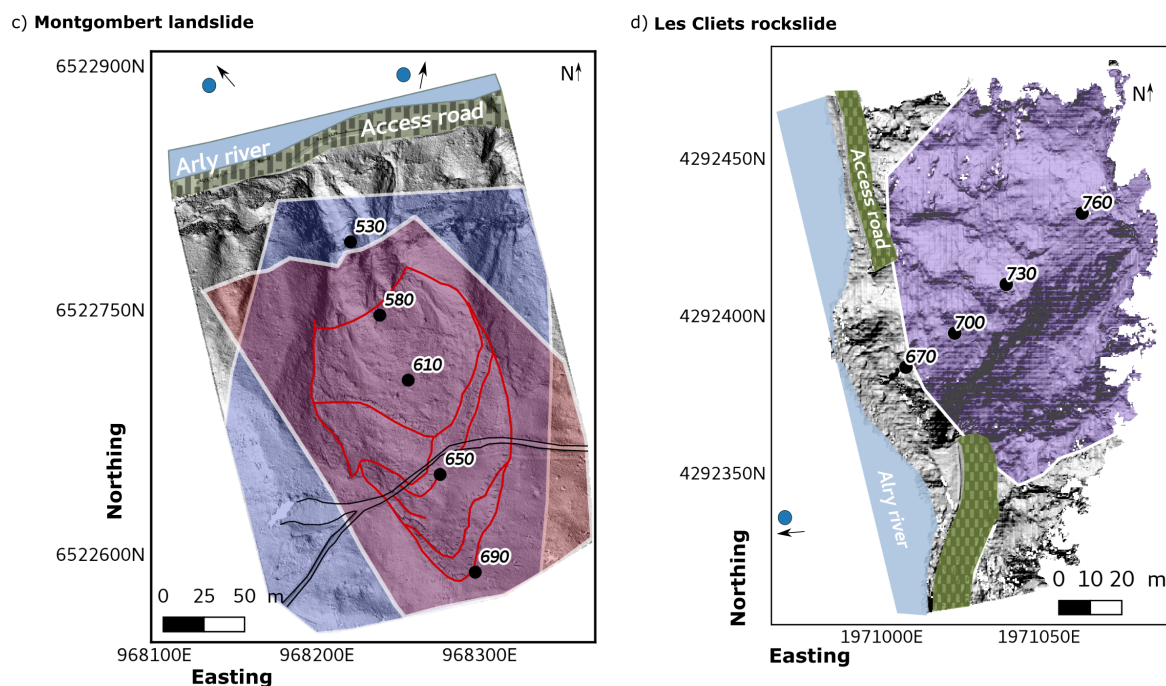 c) Montgombert landslide
6522900N
6522750N
6522600N
Northing
N
Access road
Arly river
530
580
610
650
690
0 25 50 m
968100E 968200E 968300E
Easting
d) Les Cliets rockslide
4292450N
4292400N
4292350N
Northing
N
Access road
Alry river
760
730
700
670
0 10 20 m
1971000E 1971050E
Easting